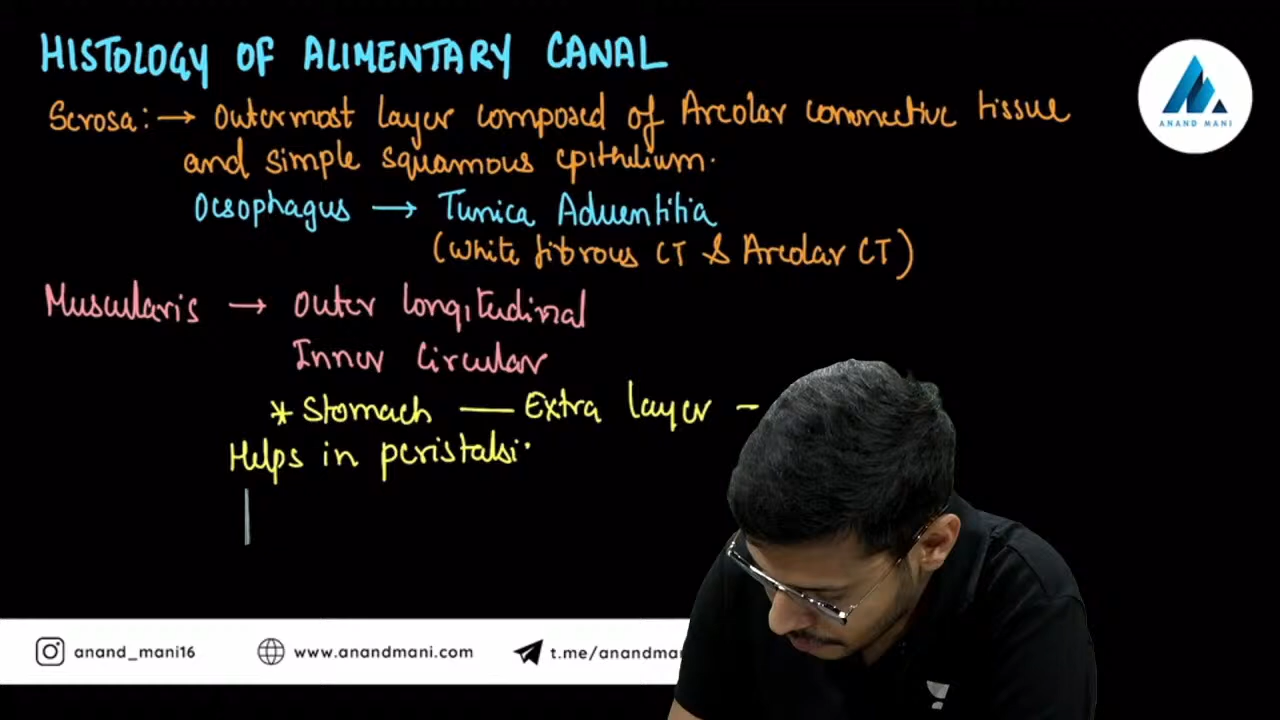 HISTOLOGY OF ALIMENTARY CANAL
Serosa: → Outermost layer composed of Areolar connective tissue
and simple squamous epithelium.
Oesophagus → Tunica Adventitia
(White fibrous CT & Areolar CT)
Muscularis → Outer longitudinal
Inner Circular
* Stomach — Extra layer -
Helps in peristalsi
ANAND MANI
anand_mani16
www.anandmani.com
t.me/anandmar